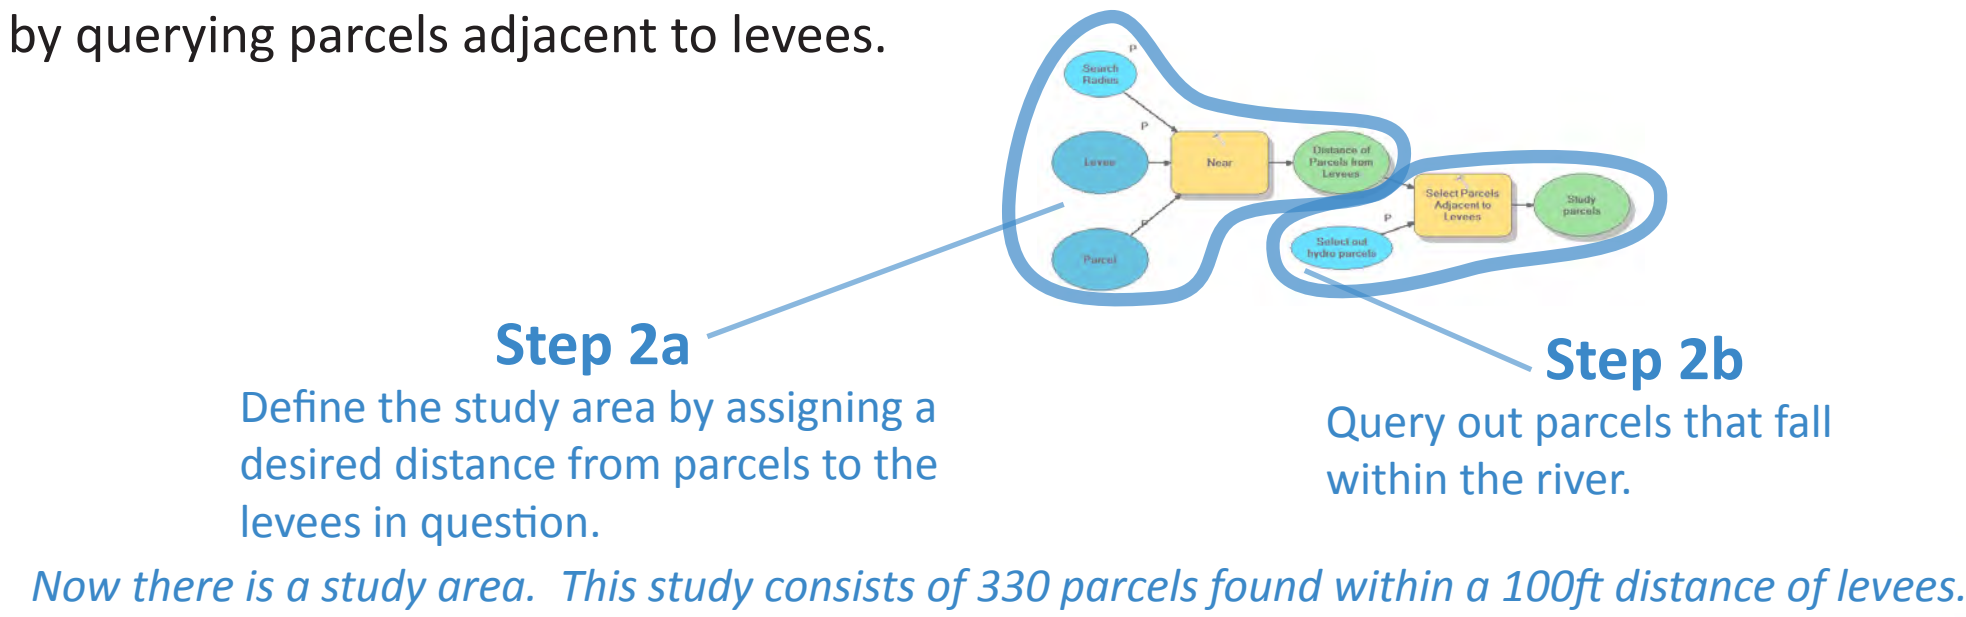 by querying parcels adjacent to levees.
P
Search
Radius
P
Levee
Near
Distance of
Parcels from
Levees
P
Parcel
Select Parcels
Adjacent to
Levees
Study
parcels
P
Select out
hydro parcels
Step 2a
Define the study area by assigning a
desired distance from parcels to the
levees in question.
Step 2b
Query out parcels that fall
within the river.
Now there is a study area.  This study consists of 330 parcels found within a 100ft distance of levees.